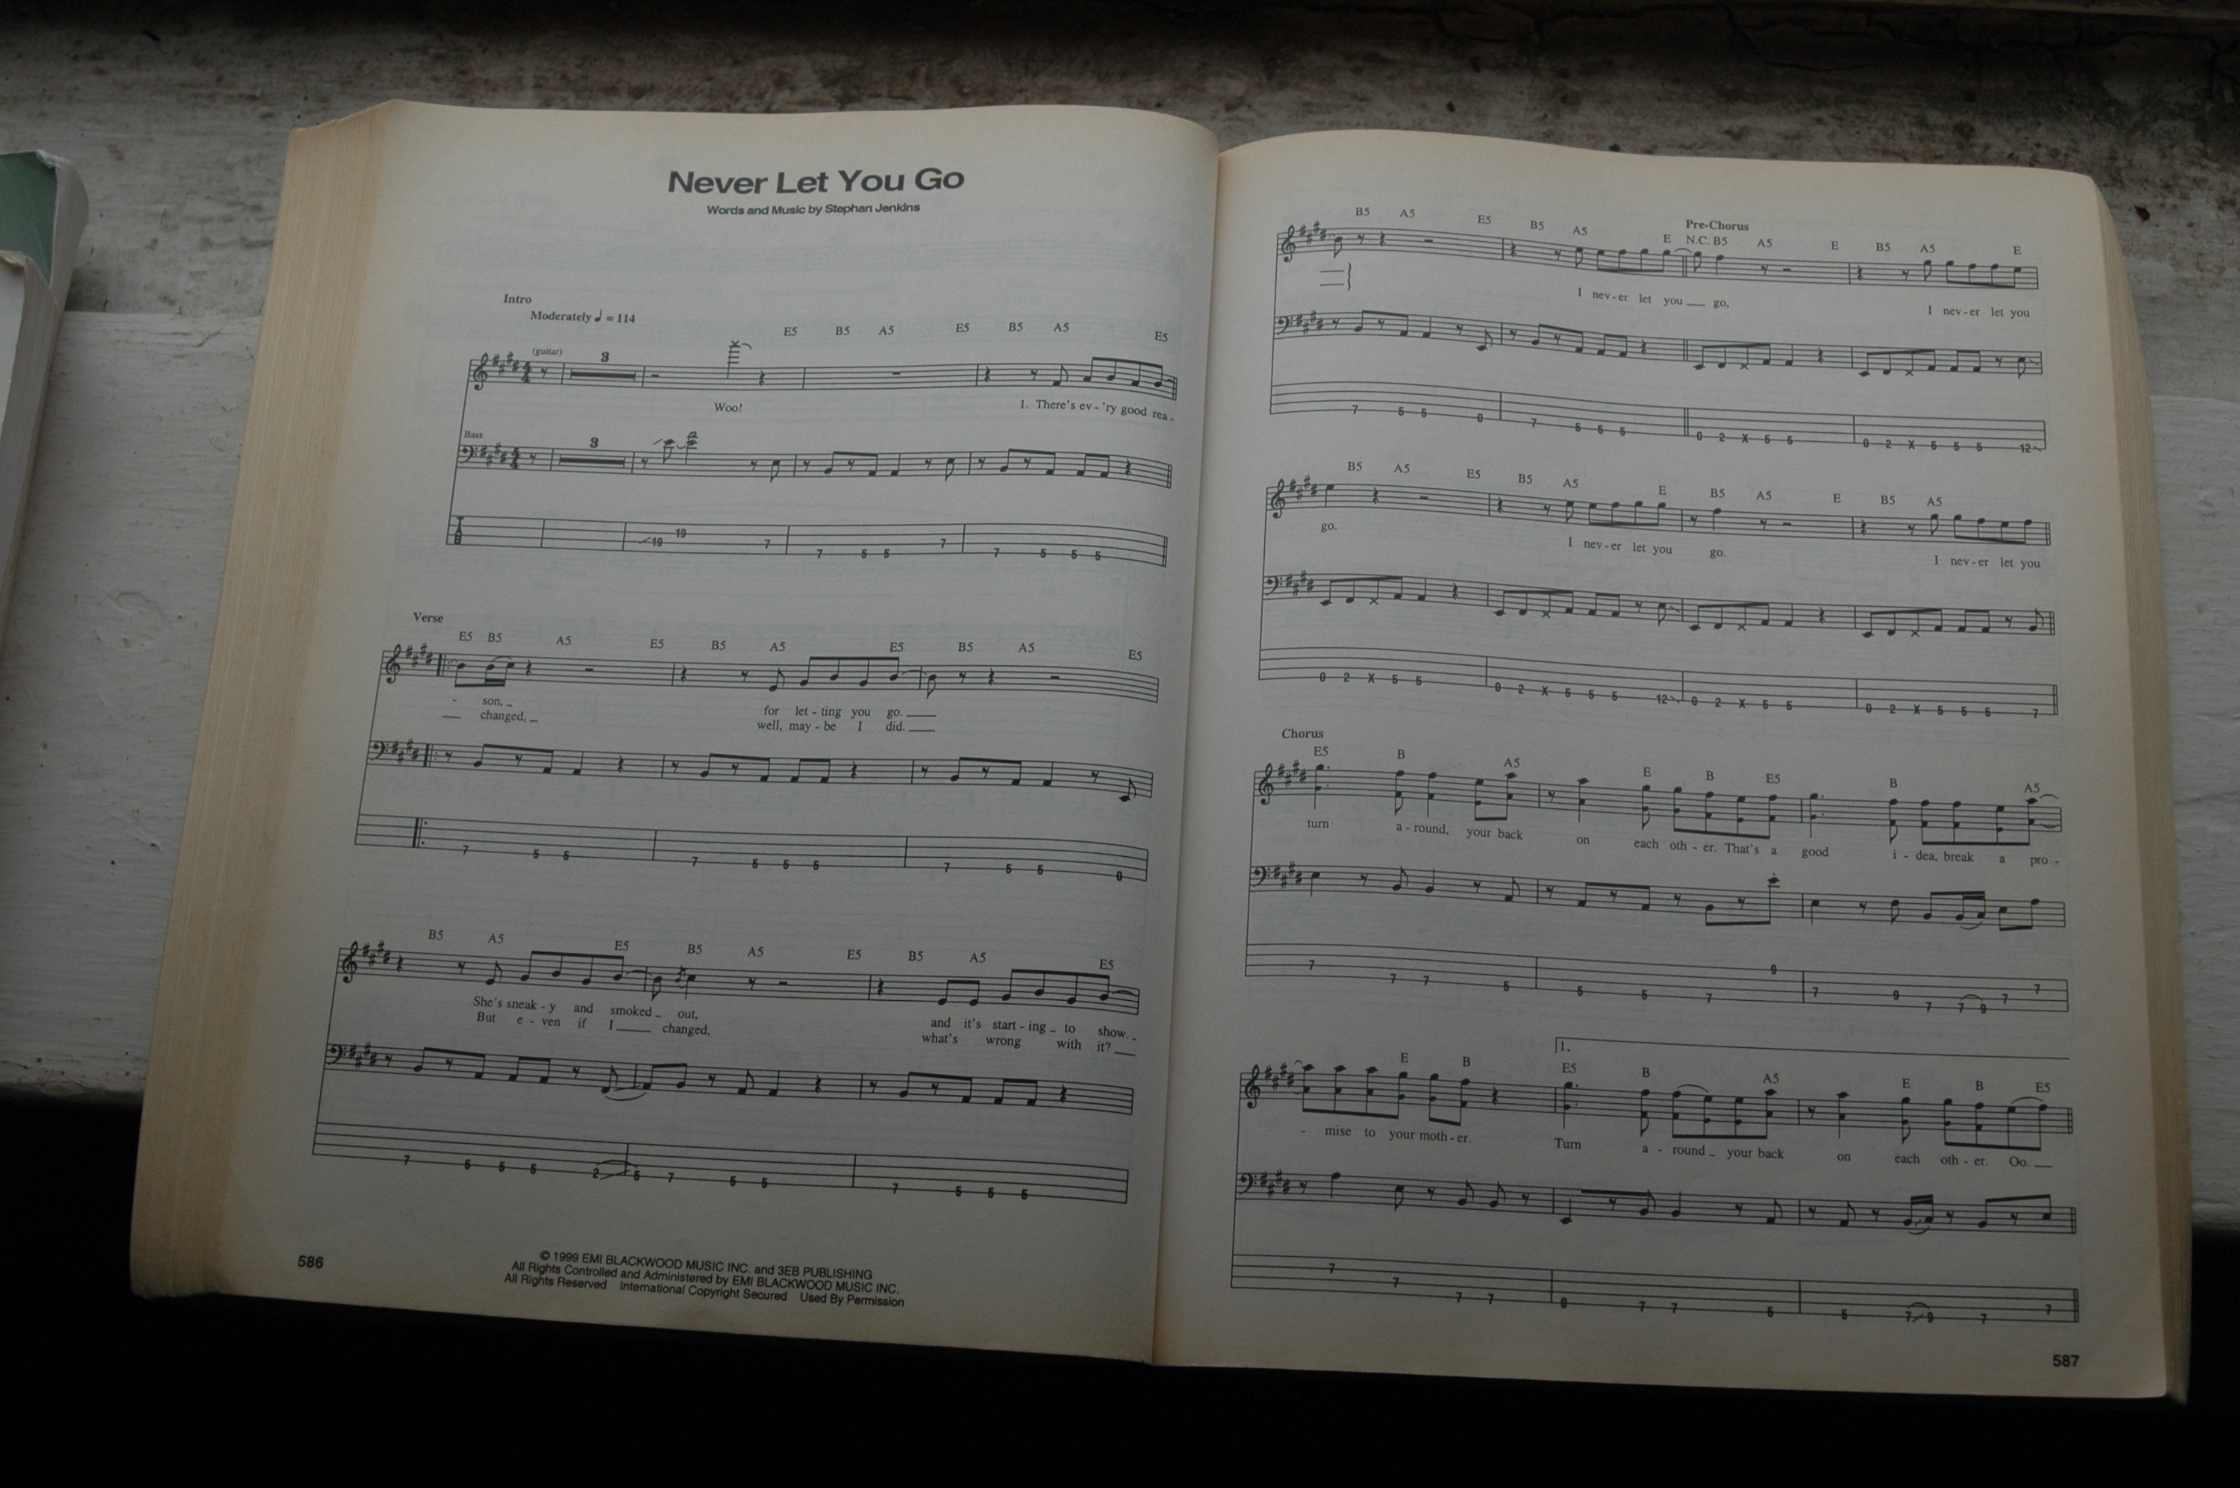 Never Let You Go
Words and Music by Stephan Jenkins
Intro
Moderately ♩ = 114
E5 B5 A5 E5 B5 A5 E5
(guitar)
3
Woo! 1. There's ev - 'ry good rea -
Bass
3
19 19 7 7 5 5 7 7 5 5 5
Verse
E5 B5 A5 E5 B5 A5 E5 B5 A5 E5
- son, _ for let - ting you go. ___
__ changed, _ well, may - be I did. ___
7 5 5 7 5 5 5 7 5 5 0
B5 A5 E5 B5 A5 E5 B5 A5 E5
She's sneak - y and smoked _ out, and it's start - ing _ to show. _
But e - ven if I ____ changed, what's wrong with it? __
7 5 5 5 2 5 7 5 5 7 5 5 5
586
© 1999 EMI BLACKWOOD MUSIC INC. and 3EB PUBLISHING
All Rights Controlled and Administered by EMI BLACKWOOD MUSIC INC.
All Rights Reserved International Copyright Secured Used By Permission
Pre-Chorus
B5 A5 E5 B5 A5 E N.C. B5 A5 E B5 A5 E
I nev - er let you ___ go, I nev - er let you
7 5 5 0 7 5 5 5 0 2 X 5 5 0 2 X 5 5 5 12
B5 A5 E5 B5 A5 E B5 A5 E B5 A5
go. I nev - er let you go. I nev - er let you
0 2 X 5 5 0 2 X 5 5 5 12 0 2 X 5 5 0 2 X 5 5 5 7
Chorus
E5 B A5 E B E5 B A5
turn a - round, your back on each oth - er. That's a good i - dea, break a pro -
7 7 7 5 5 5 7 9 7 9 7 7 9 7 7
1.
E B E5 B A5 E B E5
- mise to your moth - er. Turn a - round _ your back on each oth - er. Oo. __
7 7 7 7 0 7 7 5 5 7 9 7 7
587